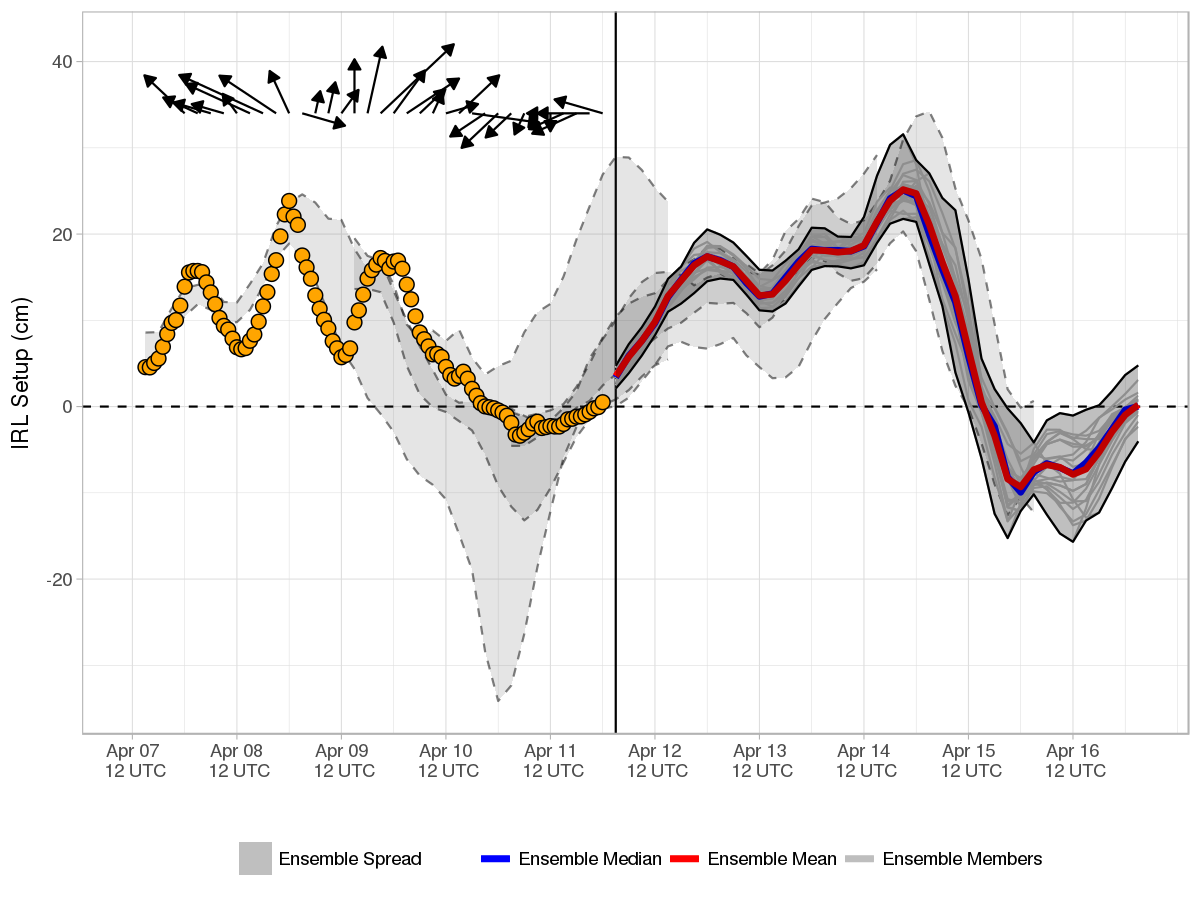 IRL Setup (cm)
40
20
0
-20
Apr 07 Apr 08 Apr 09 Apr 10 Apr 11 Apr 12 Apr 13 Apr 14 Apr 15 Apr 16
12 UTC 12 UTC 12 UTC 12 UTC 12 UTC 12 UTC 12 UTC 12 UTC 12 UTC 12 UTC
Ensemble Spread Ensemble Median Ensemble Mean Ensemble Members